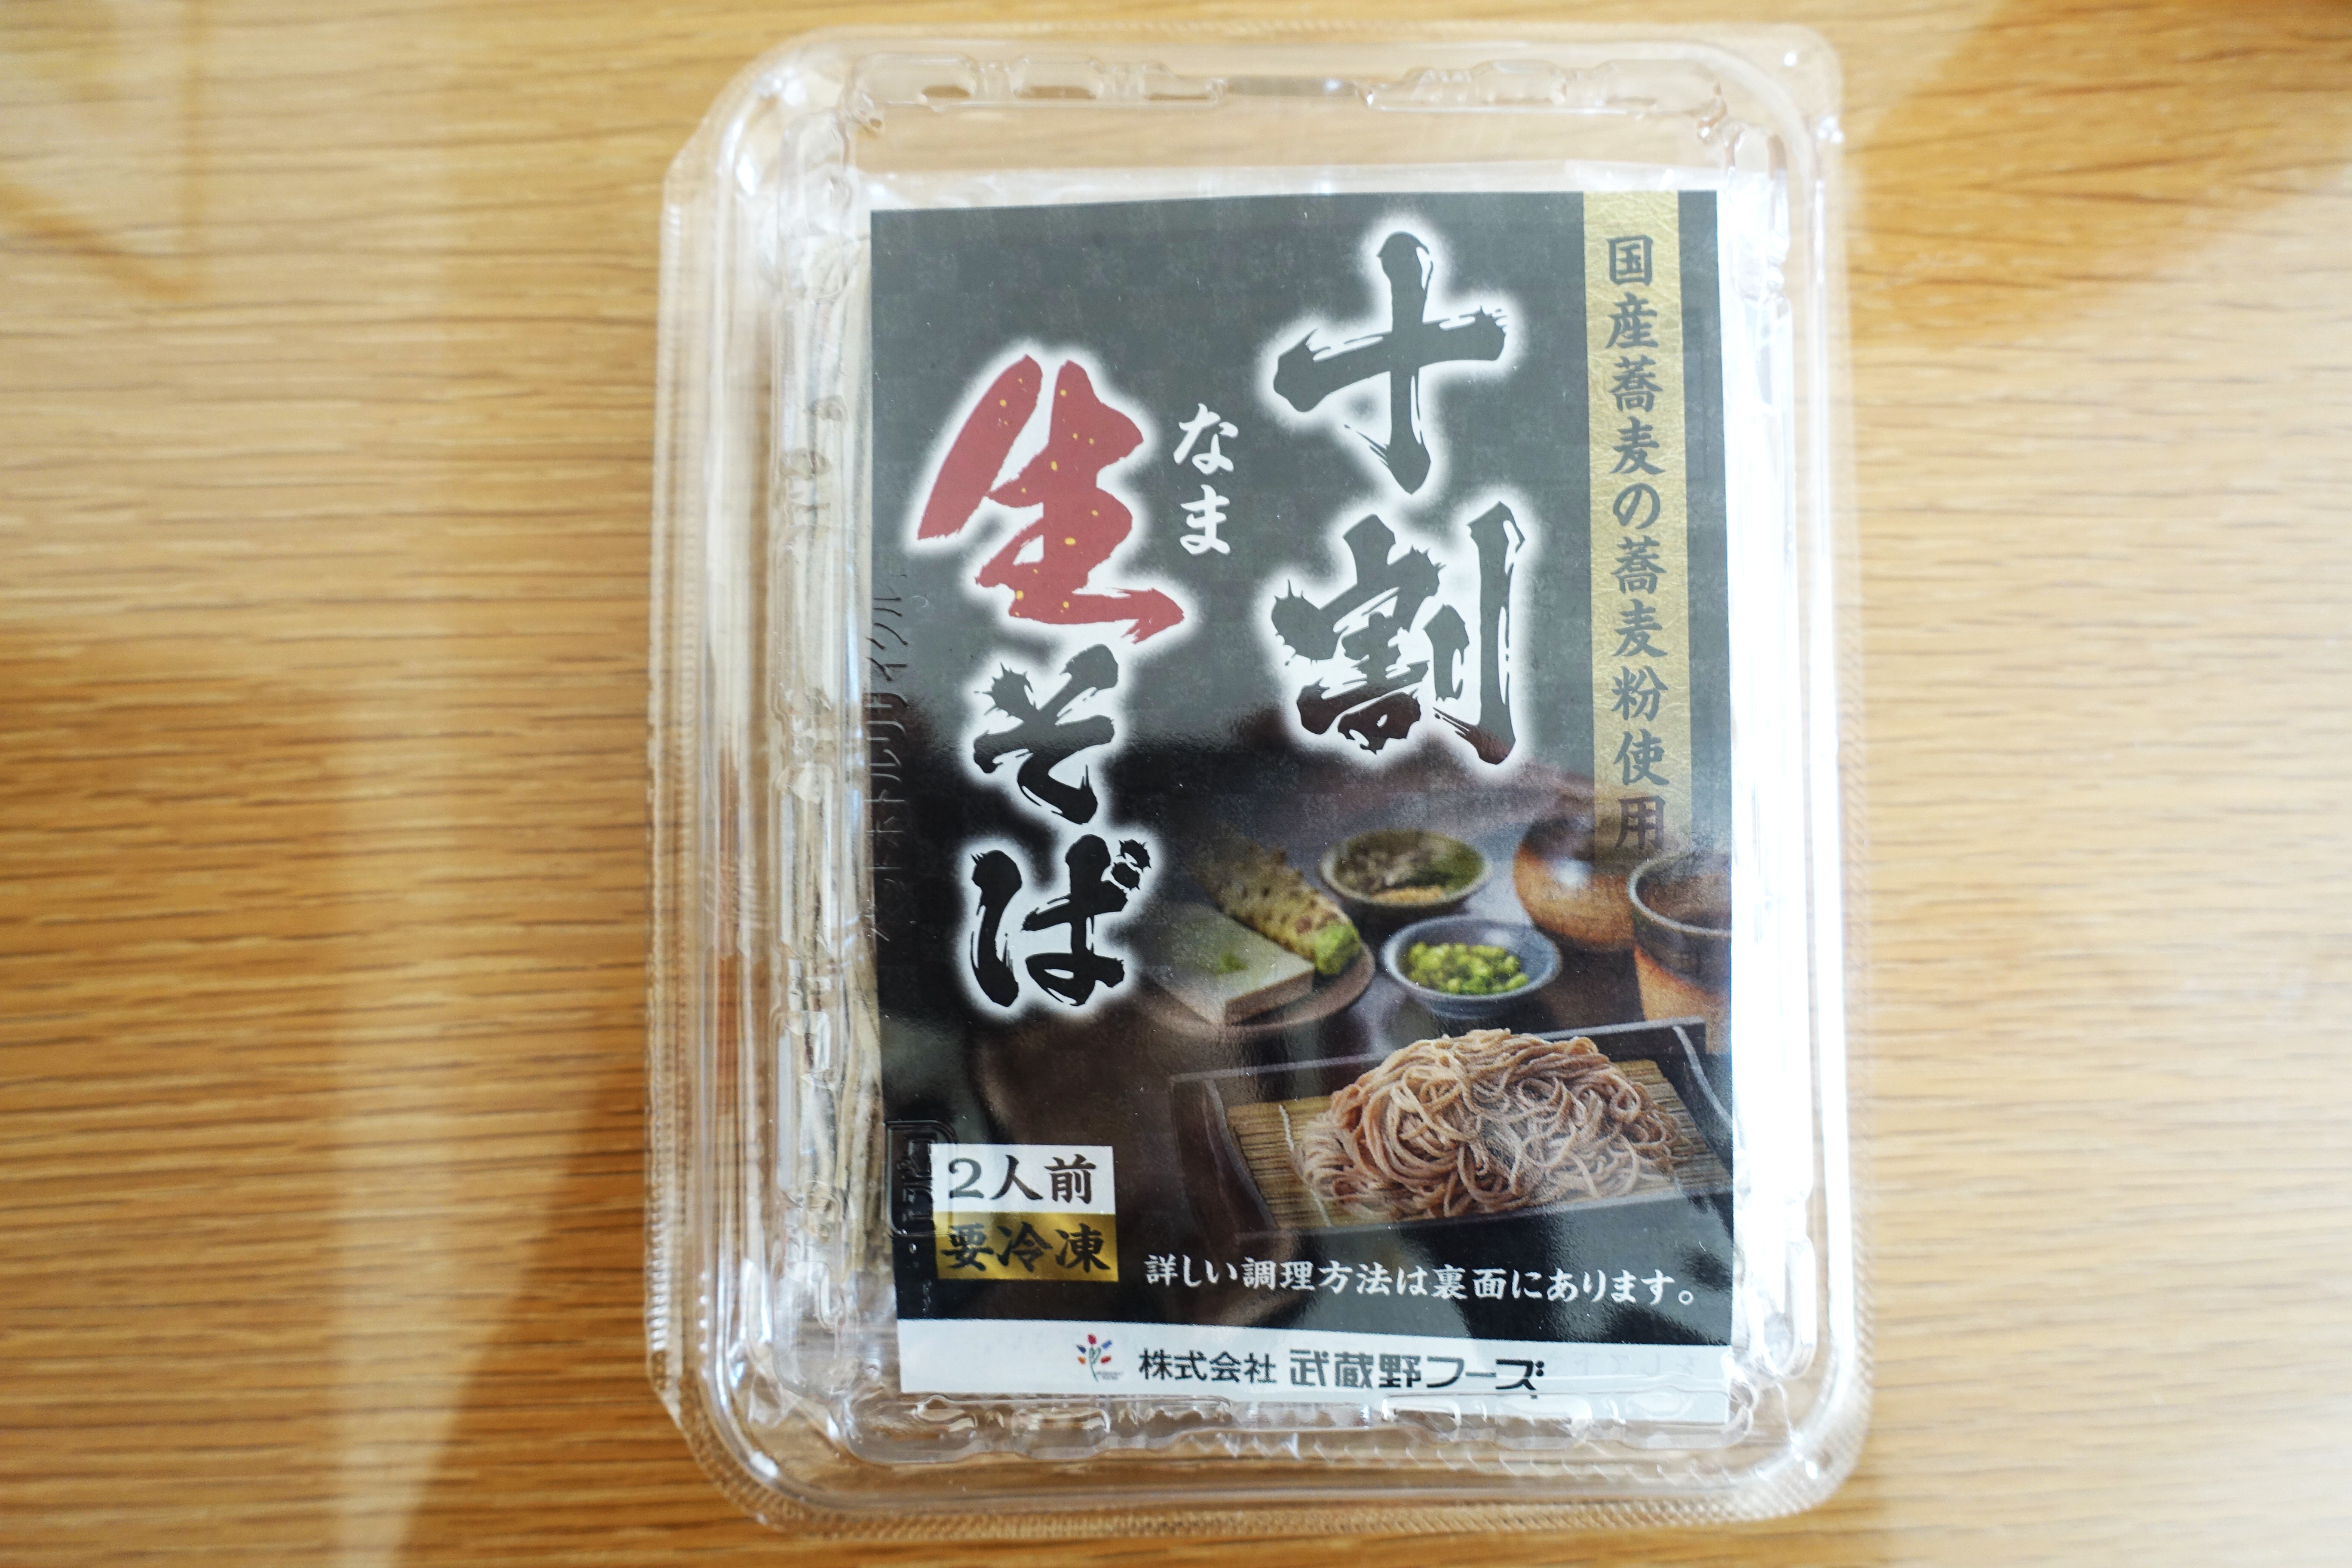 国産蕎麦の蕎麦粉使用
十割
なま
生そば
2人前
要冷凍
詳しい調理方法は裏面にあります。
株式会社 武蔵野フーズ